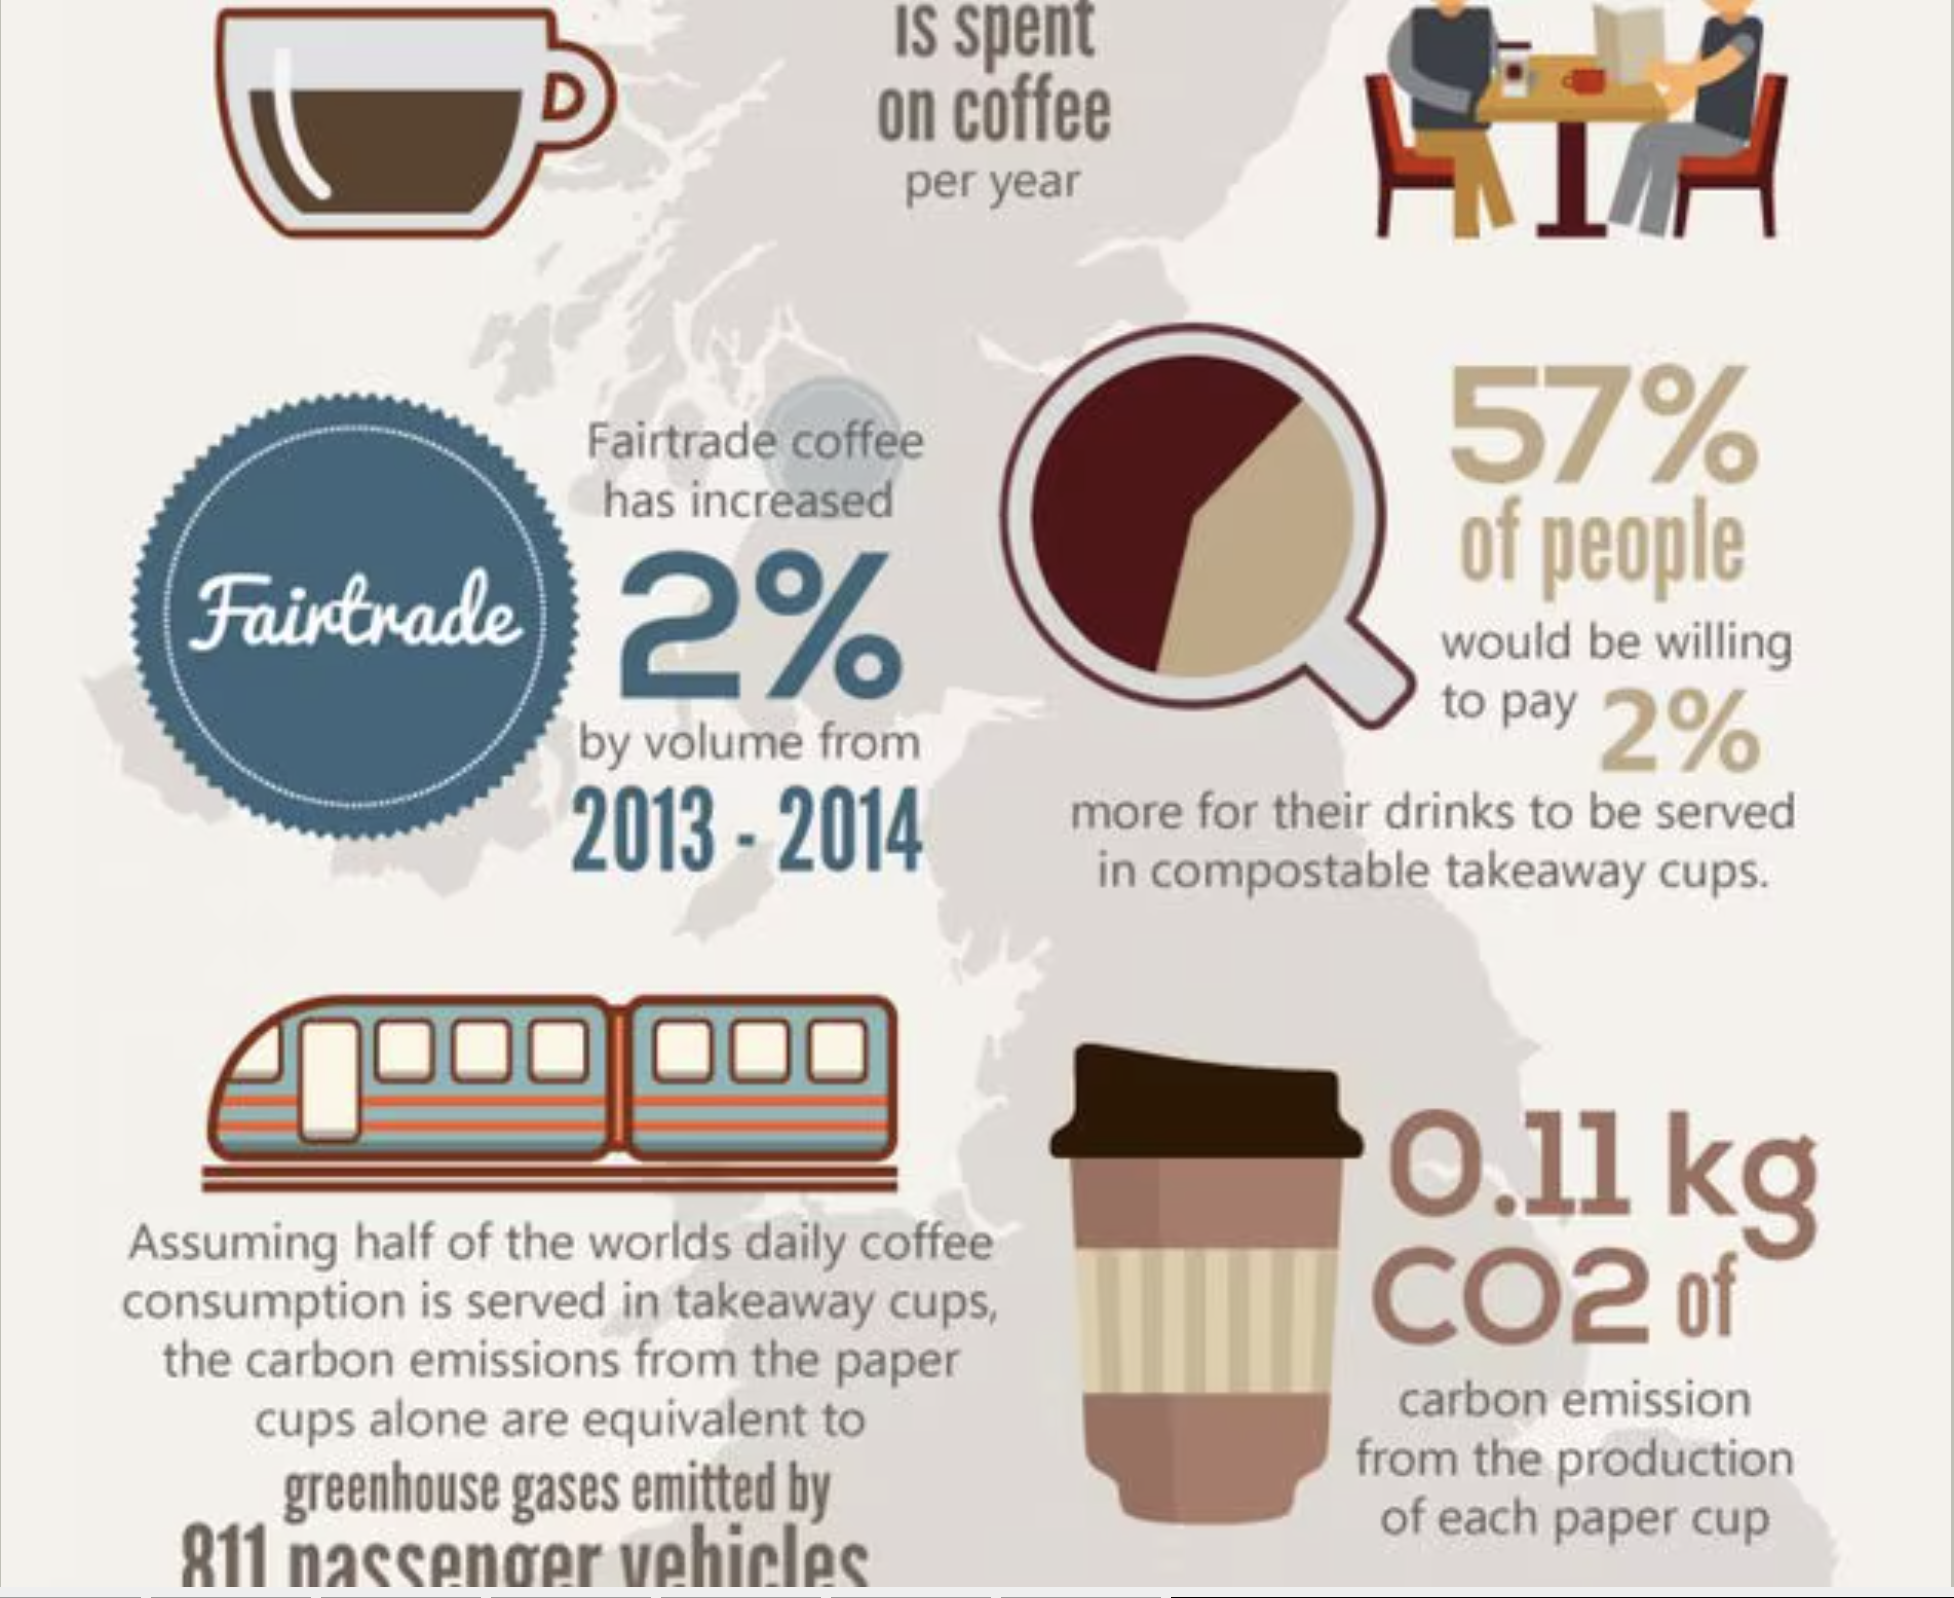 is spent
on coffee
per year
Fairtrade
Fairtrade coffee
has increased
2%
by volume from
2013 - 2014
57%
of people
would be willing
to pay 2%
more for their drinks to be served
in compostable takeaway cups.
Assuming half of the worlds daily coffee
consumption is served in takeaway cups,
the carbon emissions from the paper
cups alone are equivalent to
greenhouse gases emitted by
811 passenger vehicles
0.11 kg
CO2 of
carbon emission
from the production
of each paper cup